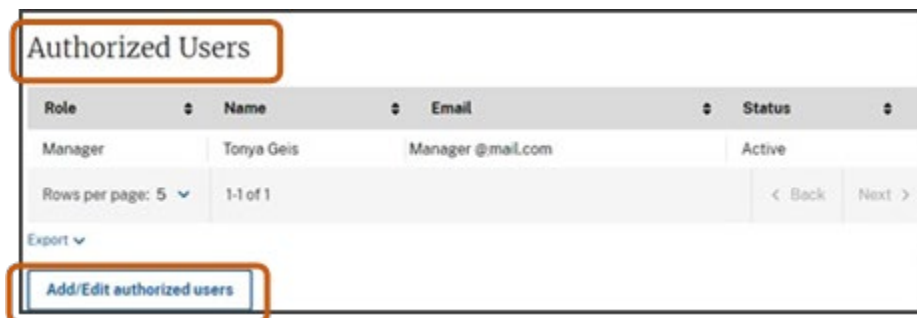 Authorized Users
Role Name Email Status
Manager Tonya Geis Manager @mail.com Active
Rows per page: 5 1-1 of 1 Back Next
Export
Add/Edit authorized users